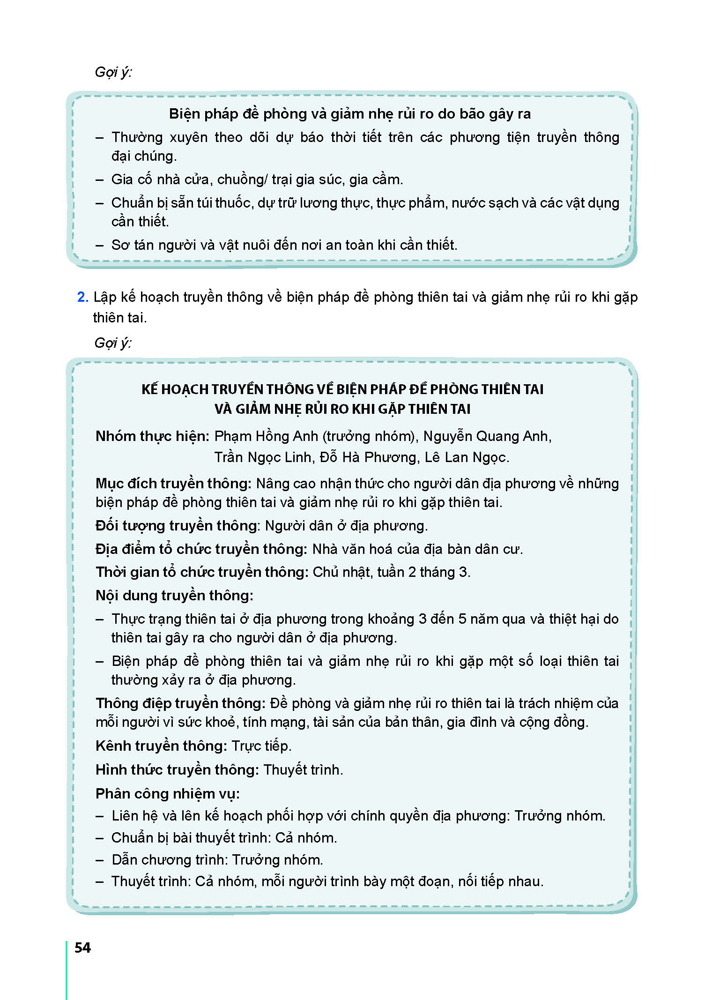 Gợi ý:
Biện pháp đề phòng và giảm nhẹ rủi ro do bão gây ra
– Thường xuyên theo dõi dự báo thời tiết trên các phương tiện truyền thông
đại chúng.
– Gia cố nhà cửa, chuồng/ trại gia súc, gia cầm.
– Chuẩn bị sẵn túi thuốc, dự trữ lương thực, thực phẩm, nước sạch và các vật dụng
cần thiết.
– Sơ tán người và vật nuôi đến nơi an toàn khi cần thiết.
2. Lập kế hoạch truyền thông về biện pháp đề phòng thiên tai và giảm nhẹ rủi ro khi gặp
thiên tai.
Gợi ý:
KẾ HOẠCH TRUYỀN THÔNG VỀ BIỆN PHÁP ĐỀ PHÒNG THIÊN TAI
VÀ GIẢM NHẸ RỦI RO KHI GẶP THIÊN TAI
Nhóm thực hiện: Phạm Hồng Anh (trưởng nhóm), Nguyễn Quang Anh,
Trần Ngọc Linh, Đỗ Hà Phương, Lê Lan Ngọc.
Mục đích truyền thông: Nâng cao nhận thức cho người dân địa phương về những
biện pháp đề phòng thiên tai và giảm nhẹ rủi ro khi gặp thiên tai.
Đối tượng truyền thông: Người dân ở địa phương.
Địa điểm tổ chức truyền thông: Nhà văn hoá của địa bàn dân cư.
Thời gian tổ chức truyền thông: Chủ nhật, tuần 2 tháng 3.
Nội dung truyền thông:
– Thực trạng thiên tai ở địa phương trong khoảng 3 đến 5 năm qua và thiệt hại do
thiên tai gây ra cho người dân ở địa phương.
– Biện pháp đề phòng thiên tai và giảm nhẹ rủi ro khi gặp một số loại thiên tai
thường xảy ra ở địa phương.
Thông điệp truyền thông: Đề phòng và giảm nhẹ rủi ro thiên tai là trách nhiệm của
mỗi người vì sức khoẻ, tính mạng, tài sản của bản thân, gia đình và cộng đồng.
Kênh truyền thông: Trực tiếp.
Hình thức truyền thông: Thuyết trình.
Phân công nhiệm vụ:
– Liên hệ và lên kế hoạch phối hợp với chính quyền địa phương: Trưởng nhóm.
– Chuẩn bị bài thuyết trình: Cả nhóm.
– Dẫn chương trình: Trưởng nhóm.
– Thuyết trình: Cả nhóm, mỗi người trình bày một đoạn, nối tiếp nhau.
54